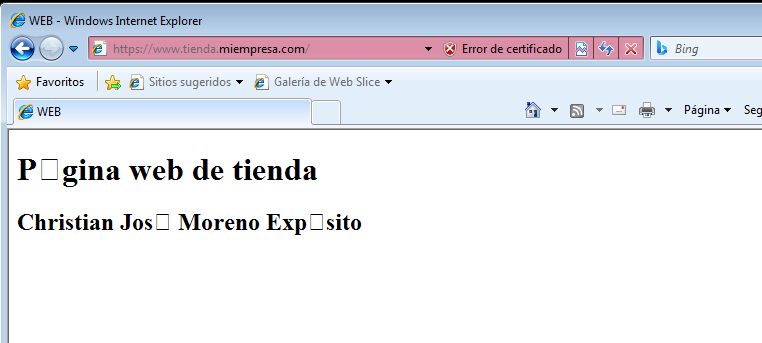 WEB - Windows Internet Explorer
https://www.tienda.miempresa.com/ Error de certificado Bing
Favoritos Sitios sugeridos Galería de Web Slice
WEB Página Seg
P□gina web de tienda
Christian Jos□ Moreno Exp□sito